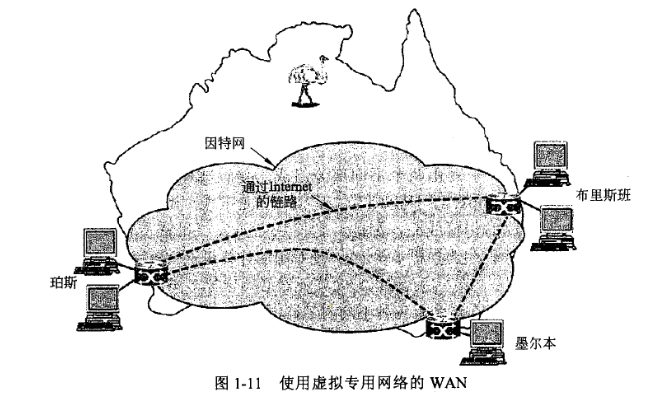 因特网
通过Internet
的链路
布里斯班
珀斯
墨尔本
图 1-11 使用虚拟专用网络的 WAN